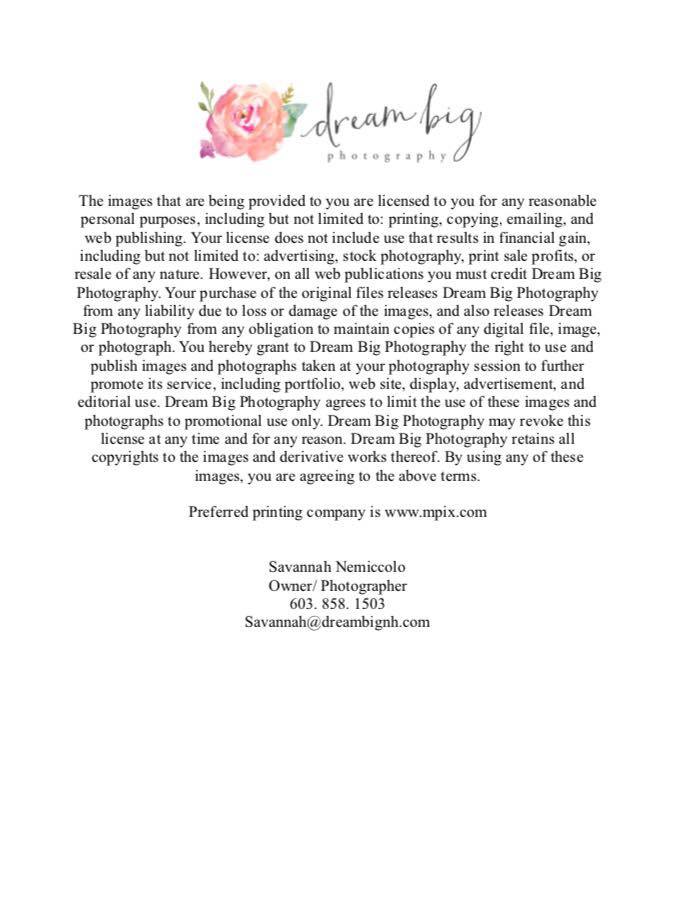 dream big
photography
The images that are being provided to you are licensed to you for any reasonable
personal purposes, including but not limited to: printing, copying, emailing, and
web publishing. Your license does not include use that results in financial gain,
including but not limited to: advertising, stock photography, print sale profits, or
resale of any nature. However, on all web publications you must credit Dream Big
Photography. Your purchase of the original files releases Dream Big Photography
from any liability due to loss or damage of the images, and also releases Dream
Big Photography from any obligation to maintain copies of any digital file, image,
or photograph. You hereby grant to Dream Big Photography the right to use and
publish images and photographs taken at your photography session to further
promote its service, including portfolio, web site, display, advertisement, and
editorial use. Dream Big Photography agrees to limit the use of these images and
photographs to promotional use only. Dream Big Photography may revoke this
license at any time and for any reason. Dream Big Photography retains all
copyrights to the images and derivative works thereof. By using any of these
images, you are agreeing to the above terms.
Preferred printing company is www.mpix.com
Savannah Nemiccolo
Owner/ Photographer
603. 858. 1503
Savannah@dreambignh.com